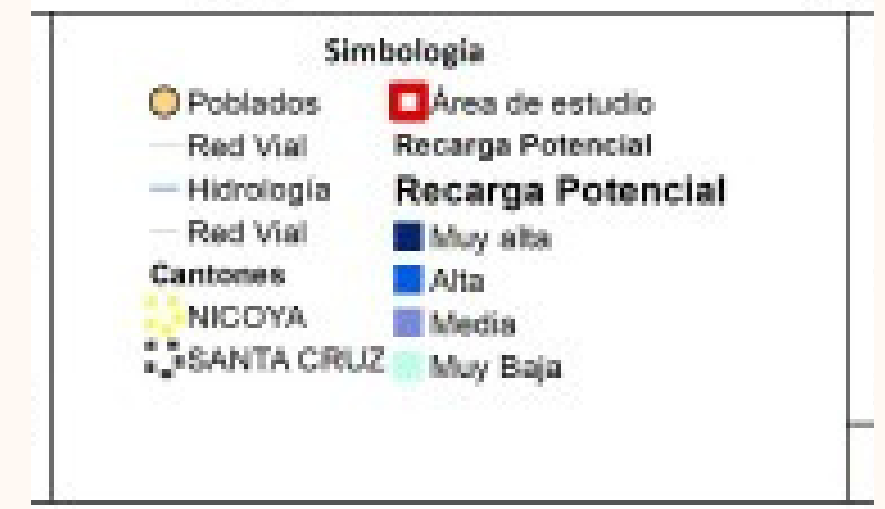 Simbología
Poblados
Red Vial
Hidrología
Red Vial
Cantones
NICOYA
SANTA CRUZ
Área de estudio
Recarga Potencial
Recarga Potencial
Muy alta
Alta
Media
Muy Baja